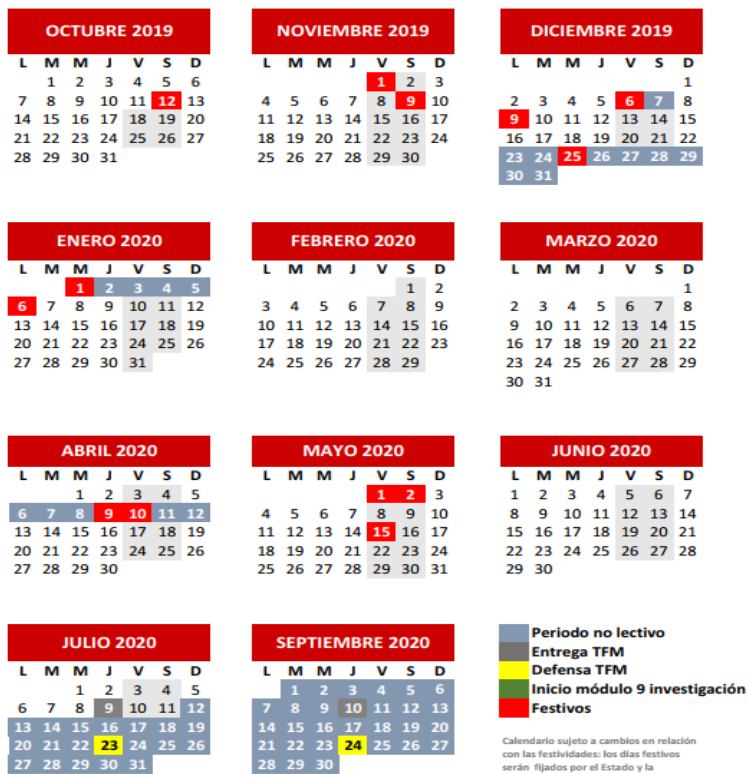 OCTUBRE 2019
L M M J V S D
1 2 3 4 5 6
7 8 9 10 11 12 13
14 15 16 17 18 19 20
21 22 23 24 25 26 27
28 29 30 31
NOVIEMBRE 2019
L M M J V S D
1 2 3
4 5 6 7 8 9 10
11 12 13 14 15 16 17
18 19 20 21 22 23 24
25 26 27 28 29 30
DICIEMBRE 2019
L M M J V S D
1
2 3 4 5 6 7 8
9 10 11 12 13 14 15
16 17 18 19 20 21 22
23 24 25 26 27 28 29
30 31
ENERO 2020
L M M J V S D
1 2 3 4 5
6 7 8 9 10 11 12
13 14 15 16 17 18 19
20 21 22 23 24 25 26
27 28 29 30 31
FEBRERO 2020
L M M J V S D
1 2
3 4 5 6 7 8 9
10 11 12 13 14 15 16
17 18 19 20 21 22 23
24 25 26 27 28 29
MARZO 2020
L M M J V S D
1
2 3 4 5 6 7 8
9 10 11 12 13 14 15
16 17 18 19 20 21 22
23 24 25 26 27 28 29
30 31
ABRIL 2020
L M M J V S D
1 2 3 4 5
6 7 8 9 10 11 12
13 14 15 16 17 18 19
20 21 22 23 24 25 26
27 28 29 30
MAYO 2020
L M M J V S D
1 2 3
4 5 6 7 8 9 10
11 12 13 14 15 16 17
18 19 20 21 22 23 24
25 26 27 28 29 30 31
JUNIO 2020
L M M J V S D
1 2 3 4 5 6 7
8 9 10 11 12 13 14
15 16 17 18 19 20 21
22 23 24 25 26 27 28
29 30
JULIO 2020
L M M J V S D
1 2 3 4 5
6 7 8 9 10 11 12
13 14 15 16 17 18 19
20 21 22 23 24 25 26
27 28 29 30 31
SEPTIEMBRE 2020
L M M J V S D
1 2 3 4 5 6
7 8 9 10 11 12 13
14 15 16 17 18 19 20
21 22 23 24 25 26 27
28 29 30
Periodo no lectivo
Entrega TFM
Defensa TFM
Inicio módulo 9 investigación
Festivos
Calendario sujeto a cambios en relación
con las festividades: los días festivos
serán fijados por el Estado y la